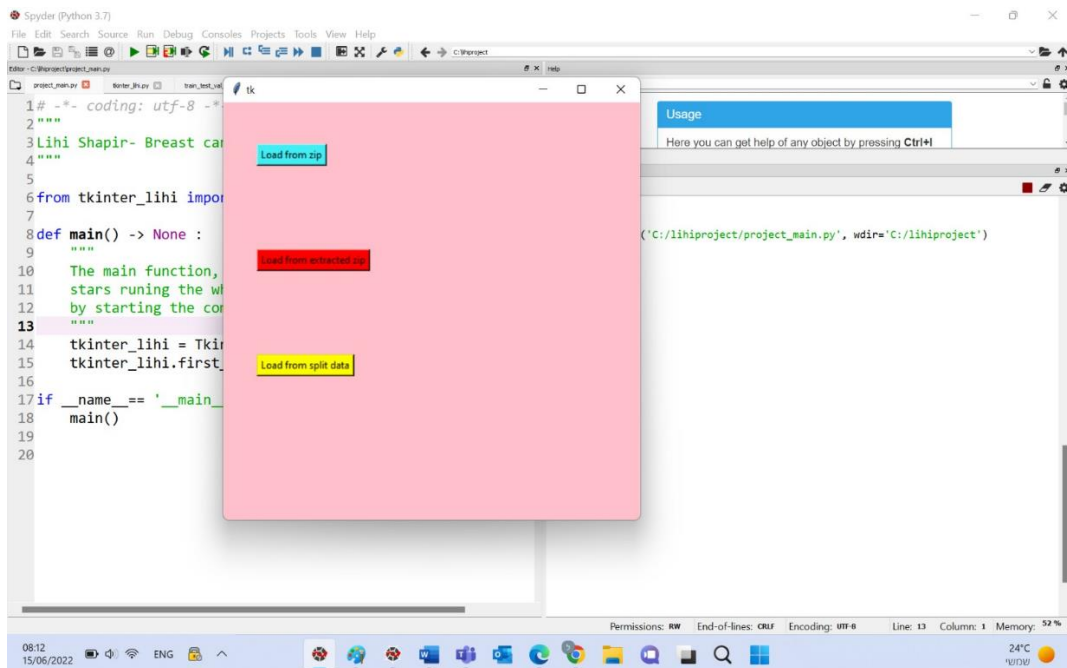 Spyder (Python 3.7)
File Edit Search Source Run Debug Consoles Projects Tools View Help
C:\lihiproject
Editor - C:\lihiproject\project_main.py
Help
project_main.py
tkinter_lihi.py
train_test_val
tk
1 # -*- coding: utf-8 -*-
2 """
3 Lihi Shapir- Breast car
4 """
5
6 from tkinter_lihi impor
7
8 def main() -> None :
9 """
10 The main function,
11 stars runing the wh
12 by starting the con
13 """
14 tkinter_lihi = Tkin
15 tkinter_lihi.first_
16
17 if __name__== '__main_
18 main()
19
20
Load from zip
Load from extracted zip
Load from split data
Usage
Here you can get help of any object by pressing Ctrl+I
('C:/lihiproject/project_main.py', wdir='C:/lihiproject')
Permissions: RW End-of-lines: CRLF Encoding: UTF-8 Line: 13 Column: 1 Memory: 52 %
08:12
15/06/2022
ENG
24°C
שמשי